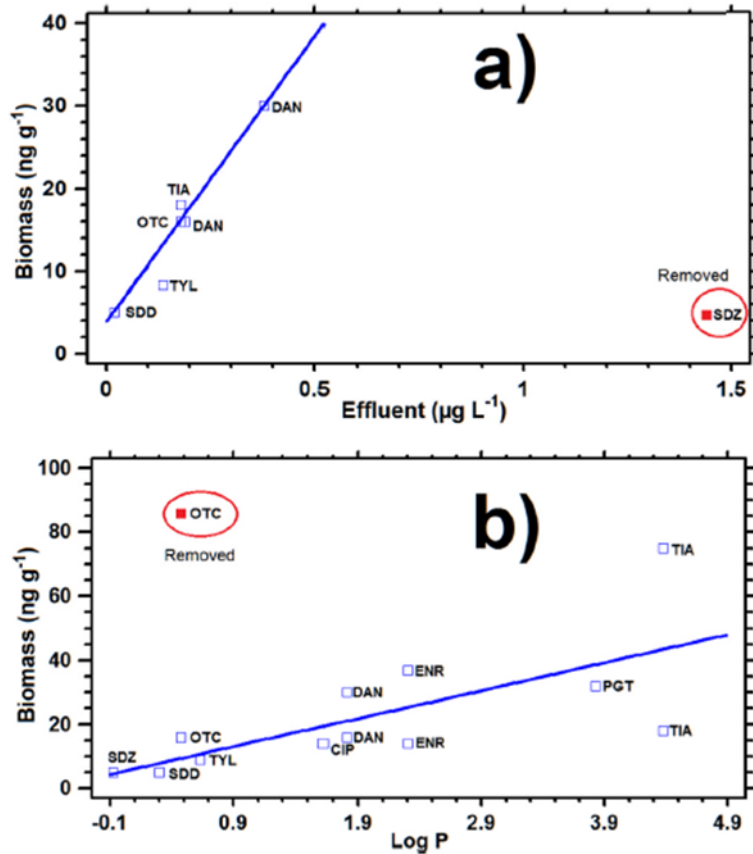 a)
Biomass (ng g⁻¹)
40
30
20
10
0
DAN
TIA
OTC
DAN
TYL
SDD
Removed
SDZ
0
0.5
1
1.5
Effluent (µg L⁻¹)
b)
Biomass (ng g⁻¹)
100
80
60
40
20
0
OTC
Removed
TIA
ENR
DAN
PGT
OTC
DAN
CIP
ENR
TIA
SDZ
SDD
TYL
-0.1
0.9
1.9
2.9
3.9
4.9
Log P